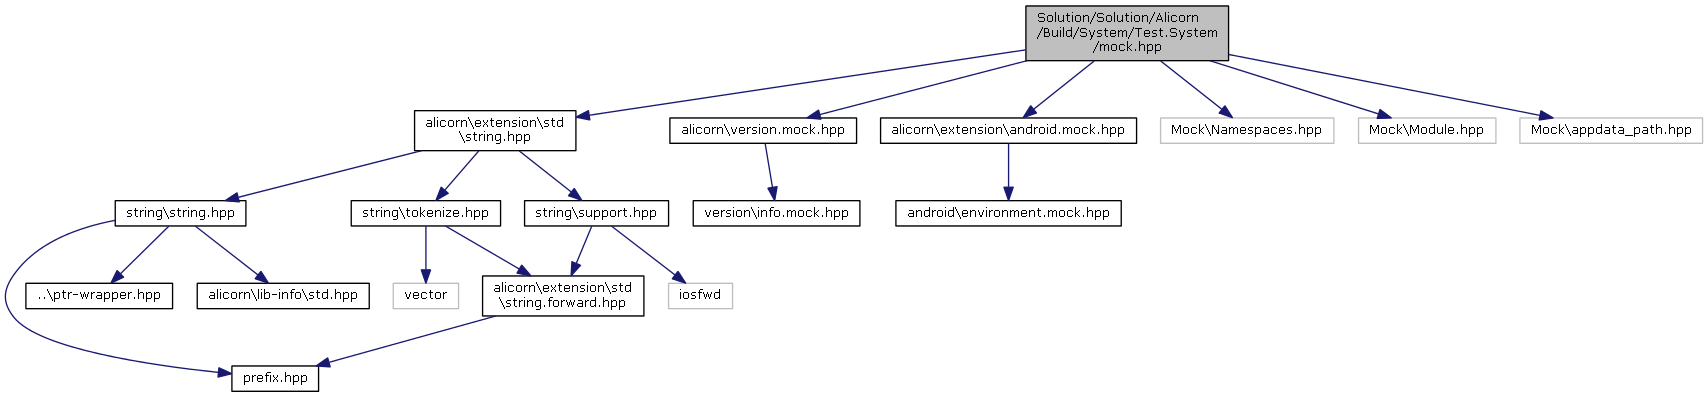 Solution/Solution/Alicorn
/Build/System/Test.System
/mock.hpp
alicorn\extension\std
\string.hpp
alicorn\version.mock.hpp
alicorn\extension\android.mock.hpp
Mock\Namespaces.hpp
Mock\Module.hpp
Mock\appdata_path.hpp
string\string.hpp
string\tokenize.hpp
string\support.hpp
version\info.mock.hpp
android\environment.mock.hpp
..\ptr-wrapper.hpp
alicorn\lib-info\std.hpp
vector
alicorn\extension\std
\string.forward.hpp
iosfwd
prefix.hpp